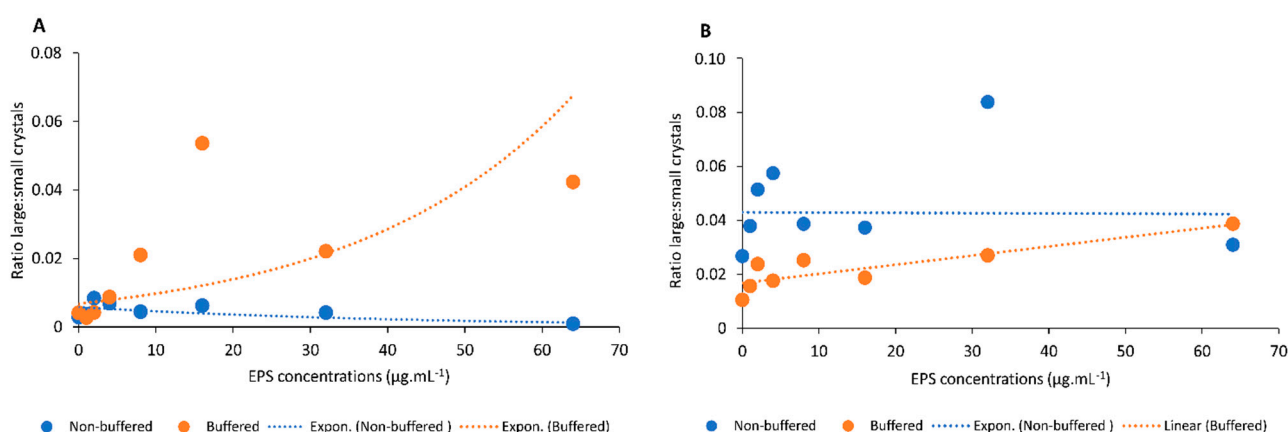 A
Ratio large:small crystals
0.08
0.06
0.04
0.02
0
0
10
20
30
40
50
60
70
EPS concentrations (µg.mL⁻¹)
Non-buffered
Buffered
Expon. (Non-buffered )
Expon. (Buffered)
B
Ratio large:small crystals
0.10
0.08
0.06
0.04
0.02
0
0
10
20
30
40
50
60
70
EPS concentrations (µg.mL⁻¹)
Non-buffered
Buffered
Expon. (Non-buffered )
Linear (Buffered)